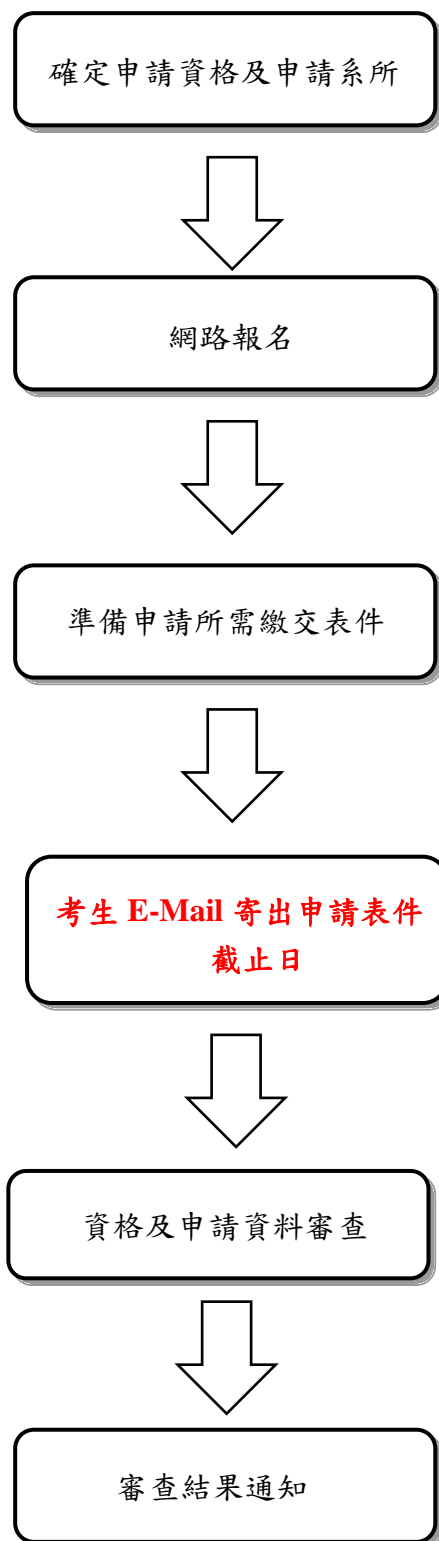 確定申請資格及申請系所
網路報名
準備申請所需繳交表件
考生 E-Mail 寄出申請表件
截止日
資格及申請資料審查
審查結果通知